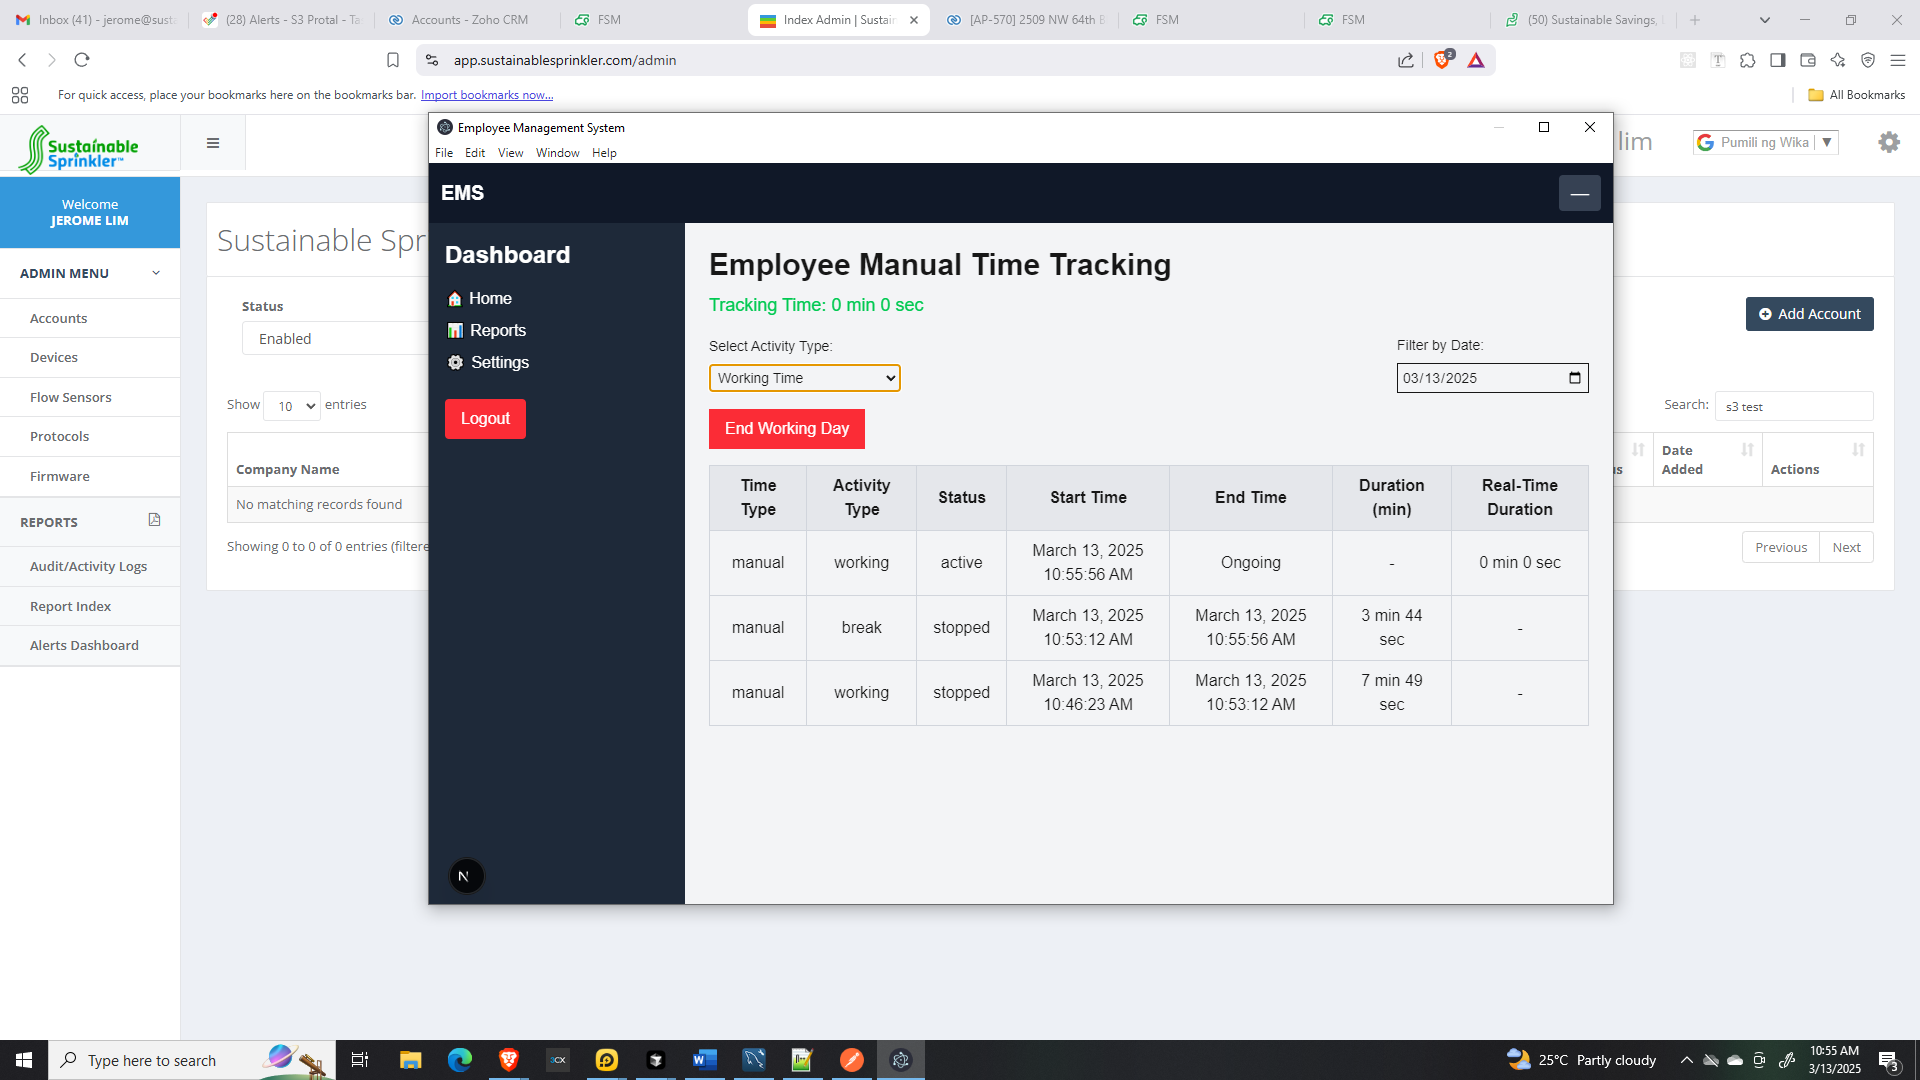 Inbox (41) - jerome@susta
(28) Alerts - S3 Protal - Ta
Accounts - Zoho CRM
FSM
Index Admin | Sustain
[AP-570] 2509 NW 64th B
FSM
FSM
(50) Sustainable Savings,
app.sustainablesprinkler.com/admin
2
For quick access, place your bookmarks here on the bookmarks bar. Import bookmarks now...
All Bookmarks
Sustainable
Sprinkler™
lim
Pumili ng Wika
Welcome
JEROME LIM
ADMIN MENU
Accounts
Devices
Flow Sensors
Protocols
Firmware
REPORTS
Audit/Activity Logs
Report Index
Alerts Dashboard
Sustainable Spr
Status
Enabled
Add Account
Show 10 entries
Search: s3 test
Company Name
us
Date
Added
Actions
No matching records found
Showing 0 to 0 of 0 entries (filtere
Previous
Next
Employee Management System
File Edit View Window Help
EMS
Dashboard
Home
Reports
Settings
Logout
N
Employee Manual Time Tracking
Tracking Time: 0 min 0 sec
Select Activity Type:
Working Time
Filter by Date:
03/13/2025
End Working Day
Time Type Activity Type Status Start Time End Time Duration (min) Real-Time Duration
manual working active March 13, 2025 10:55:56 AM Ongoing - 0 min 0 sec
manual break stopped March 13, 2025 10:53:12 AM March 13, 2025 10:55:56 AM 3 min 44 sec -
manual working stopped March 13, 2025 10:46:23 AM March 13, 2025 10:53:12 AM 7 min 49 sec -
Type here to search
3CX
25°C Partly cloudy
10:55 AM
3/13/2025
3